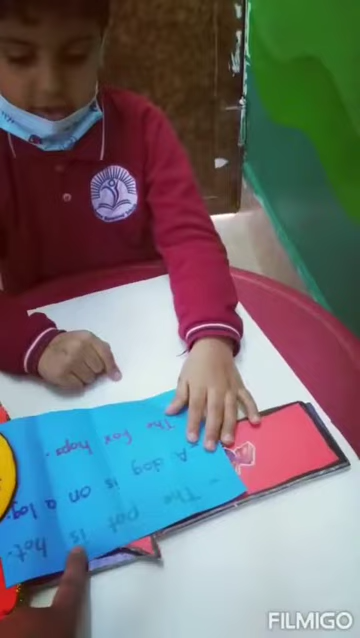 - The pot is hot.
- A dog is on a log.
- The fox hops.
FILMIGO